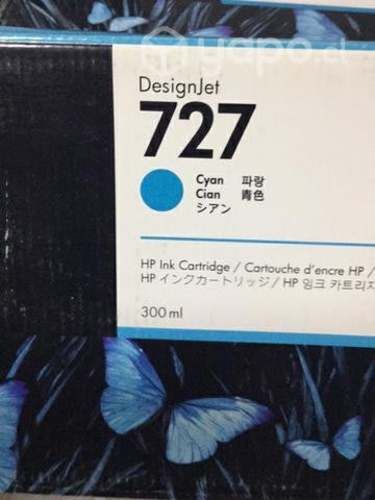 yapo.cl
DesignJet
727
Cyan 파랑
Cian 青色
シアン
HP Ink Cartridge / Cartouche d'encre HP /
HP インクカートリッジ / HP 잉크 카트리지
300 ml